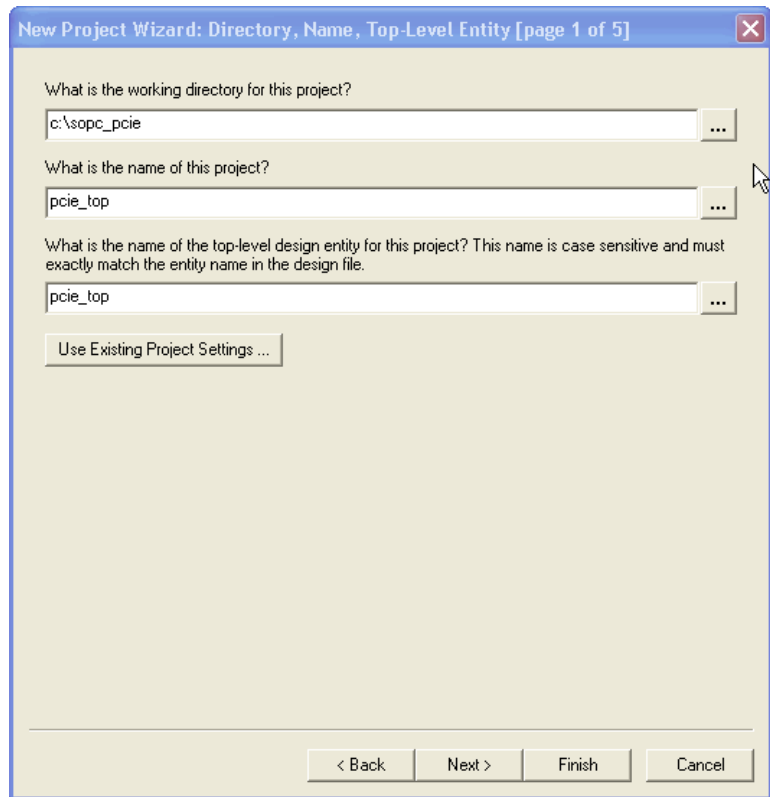 New Project Wizard: Directory, Name, Top-Level Entity [page 1 of 5]
What is the working directory for this project?
c:\sopc_pcie
...
What is the name of this project?
pcie_top
...
What is the name of the top-level design entity for this project? This name is case sensitive and must
exactly match the entity name in the design file.
pcie_top
...
Use Existing Project Settings ...
< Back
Next >
Finish
Cancel